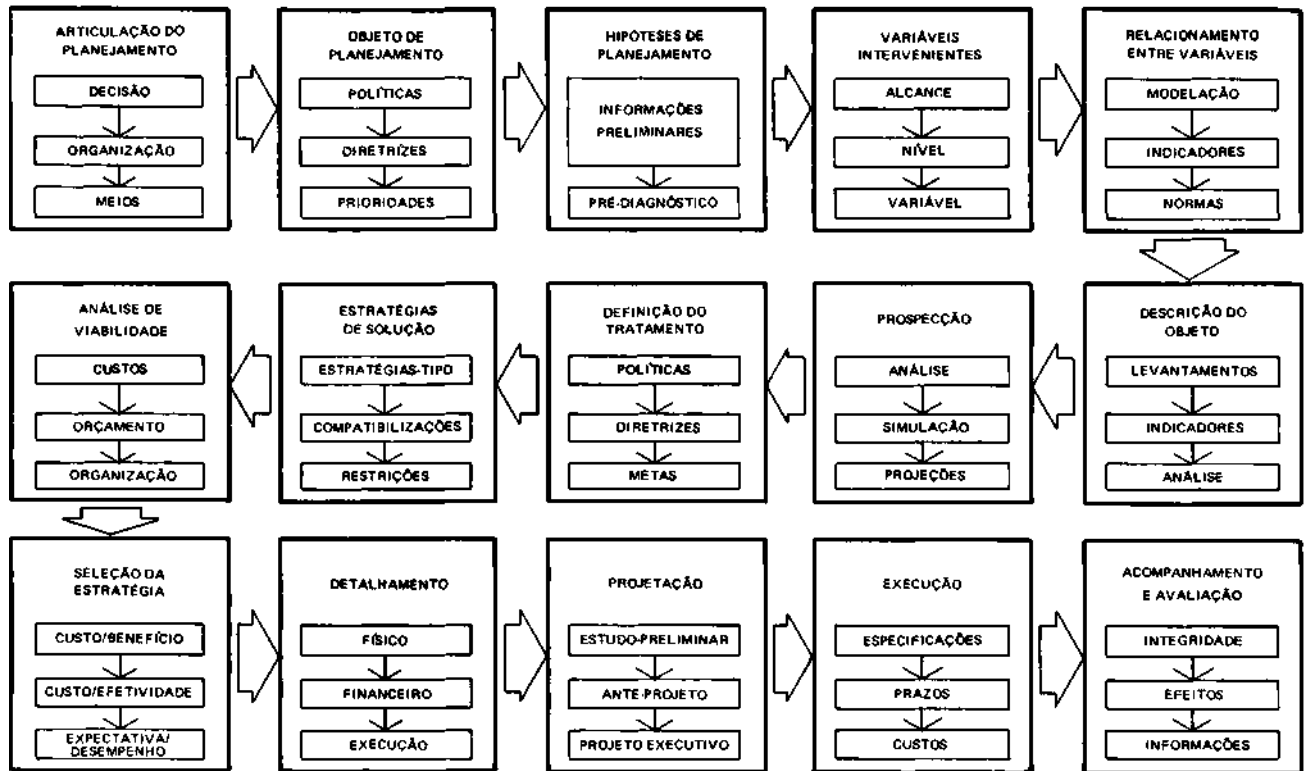 ARTICULAÇÃO DO
PLANEJAMENTO
DECISÃO
ORGANIZAÇÃO
MEIOS
OBJETO DE
PLANEJAMENTO
POLÍTICAS
DIRETRIZES
PRIORIDADES
HIPÓTESES DE
PLANEJAMENTO
INFORMAÇÕES
PRELIMINARES
PRÉ-DIAGNÓSTICO
VARIÁVEIS
INTERVENIENTES
ALCANCE
NÍVEL
VARIÁVEL
RELACIONAMENTO
ENTRE VARIÁVEIS
MODELAÇÃO
INDICADORES
NORMAS
ANÁLISE DE
VIABILIDADE
CUSTOS
ORÇAMENTO
ORGANIZAÇÃO
ESTRATÉGIAS
DE SOLUÇÃO
ESTRATÉGIAS-TIPO
COMPATIBILIZAÇÕES
RESTRIÇÕES
DEFINIÇÃO DO
TRATAMENTO
POLÍTICAS
DIRETRIZES
METAS
PROSPECÇÃO
ANÁLISE
SIMULAÇÃO
PROJEÇÕES
DESCRIÇÃO DO
OBJETO
LEVANTAMENTOS
INDICADORES
ANÁLISE
SELEÇÃO DA
ESTRATÉGIA
CUSTO/BENEFÍCIO
CUSTO/EFETIVIDADE
EXPECTATIVA/
DESEMPENHO
DETALHAMENTO
FÍSICO
FINANCEIRO
EXECUÇÃO
PROJETAÇÃO
ESTUDO-PRELIMINAR
ANTE-PROJETO
PROJETO EXECUTIVO
EXECUÇÃO
ESPECIFICAÇÕES
PRAZOS
CUSTOS
ACOMPANHAMENTO
E AVALIAÇÃO
INTEGRIDADE
EFEITOS
INFORMAÇÕES